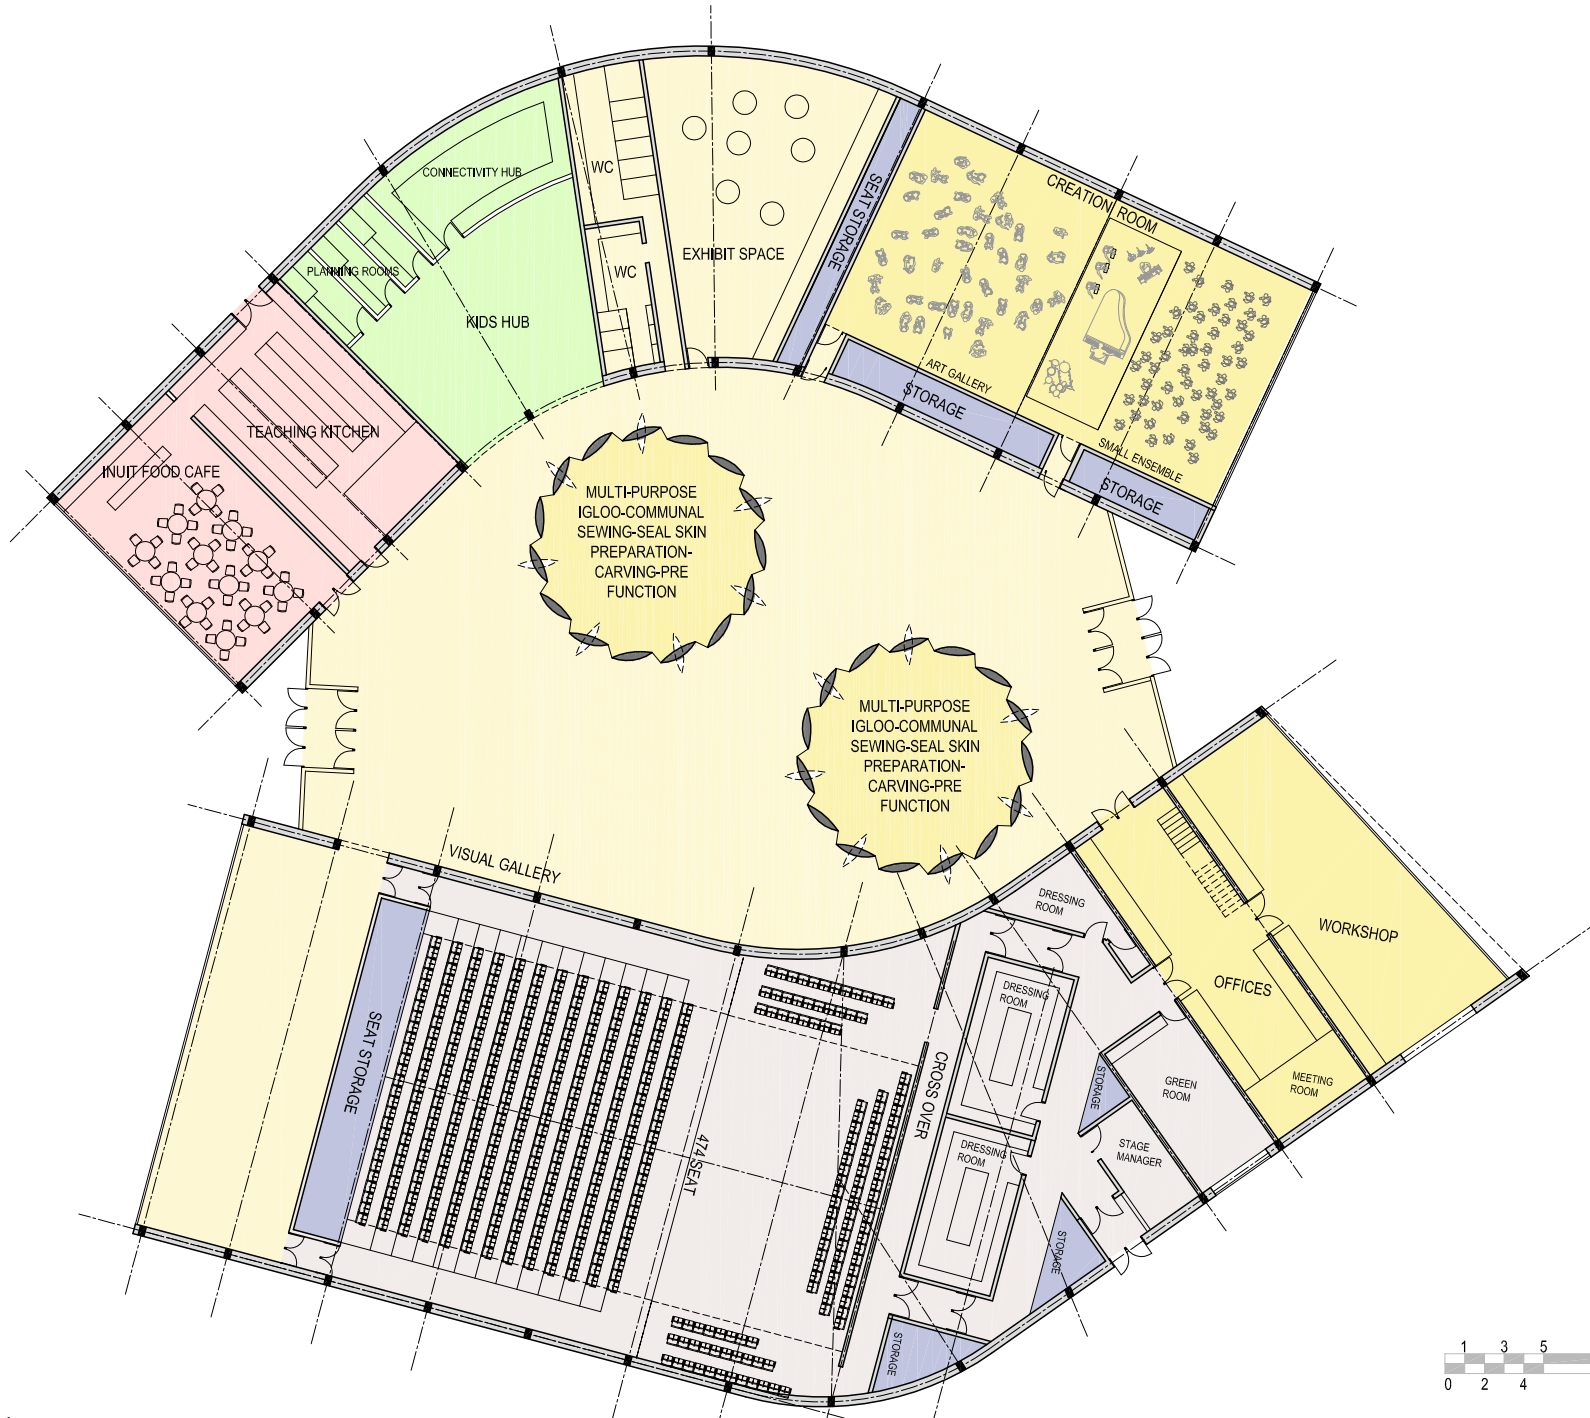 CONNECTIVITY HUB
WC
PLANNING ROOMS
KIDS HUB
WC
EXHIBIT SPACE
SEAT STORAGE
CREATION ROOM
ART GALLERY
STORAGE
SMALL ENSEMBLE
STORAGE
TEACHING KITCHEN
INUIT FOOD CAFE
MULTI-PURPOSE
IGLOO-COMMUNAL
SEWING-SEAL SKIN
PREPARATION-
CARVING-PRE
FUNCTION
MULTI-PURPOSE
IGLOO-COMMUNAL
SEWING-SEAL SKIN
PREPARATION-
CARVING-PRE
FUNCTION
VISUAL GALLERY
DRESSING
ROOM
WORKSHOP
OFFICES
DRESSING
ROOM
SEAT STORAGE
CROSS OVER
STORAGE
GREEN
ROOM
MEETING
ROOM
474 SEAT
DRESSING
ROOM
STAGE
MANAGER
STORAGE
STORAGE
1 3 5
0 2 4